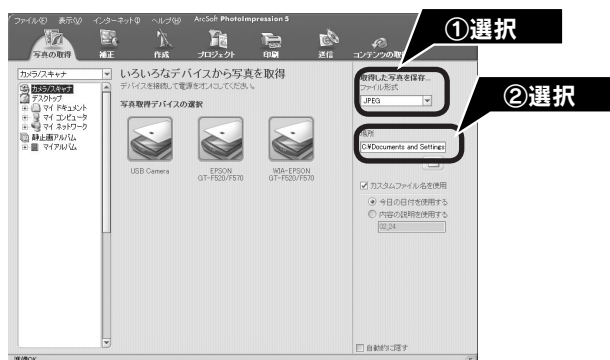 ファイル(F) 表示(V) インターネット(I) ヘルプ(H) ArcSoft PhotoImpression 5
①選択
写真の取得 補正 作成 プロジェクト 印刷 送信 コンテンツの取
カメラ/スキャナ
カメラ/スキャナ
デスクトップ
マイ ドキュメント
マイ コンピュータ
マイ ネットワーク
静止画アルバム
マイアルバム
いろいろなデバイスから写真を取得
デバイスを接続して電源をオンにしてください。
写真取得デバイスの選択
USB Camera
EPSON
GT-F520/F570
WIA-EPSON
GT-F520/F570
取得した写真を保存...
ファイル形式
JPEG
②選択
場所
C:¥Documents and Settings
カスタムファイル名を使用
今日の日付を使用する
内容の説明を使用する
02_24
自動的に隠す
準備OK